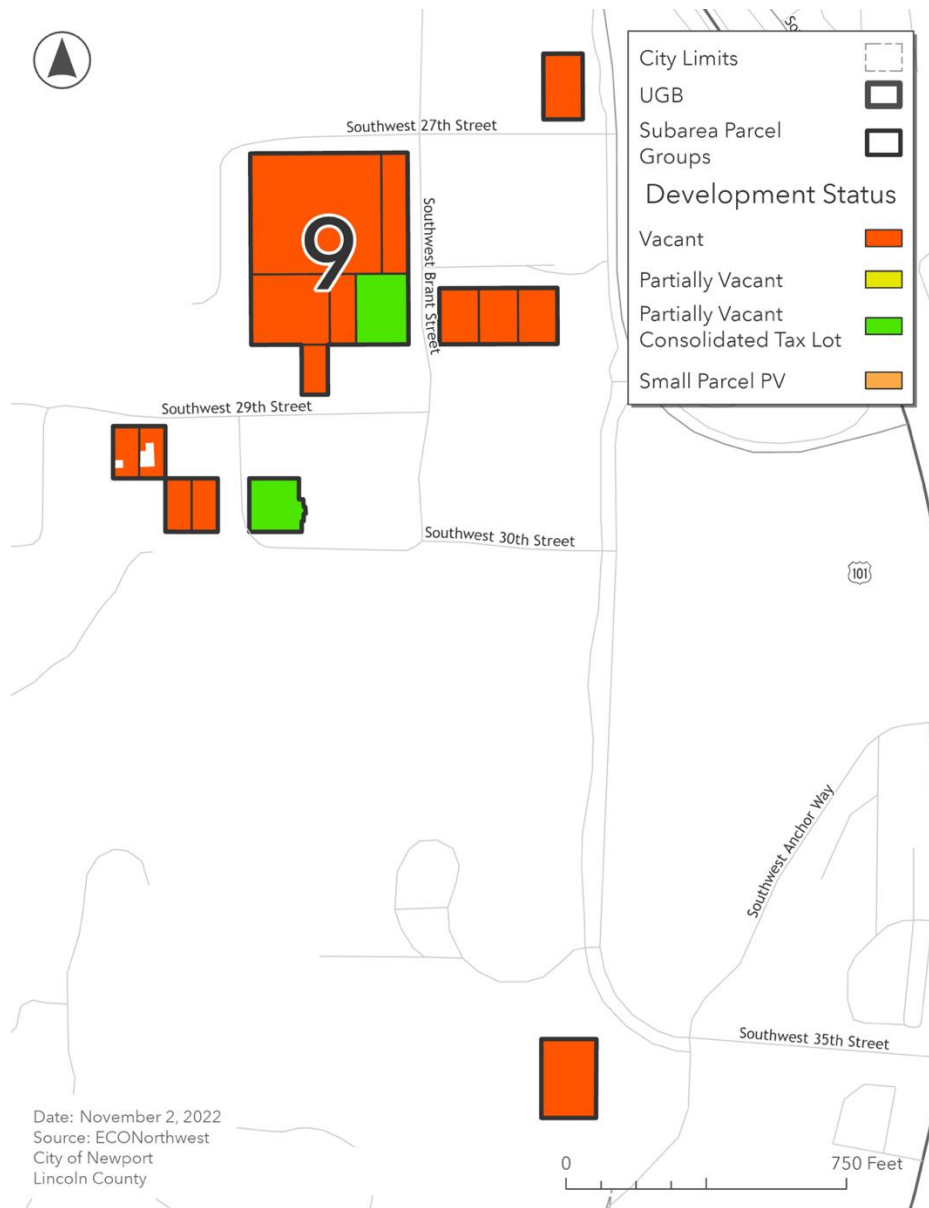 So
City Limits
UGB
Subarea Parcel
Groups
Development Status
Vacant
Partially Vacant
Partially Vacant
Consolidated Tax Lot
Small Parcel PV
Southwest 27th Street
9
Southwest Brant Street
Southwest 29th Street
Southwest 30th Street
101
Southwest Anchor Way
Southwest 35th Street
Date: November 2, 2022
Source: ECONorthwest
City of Newport
Lincoln County
0
750 Feet